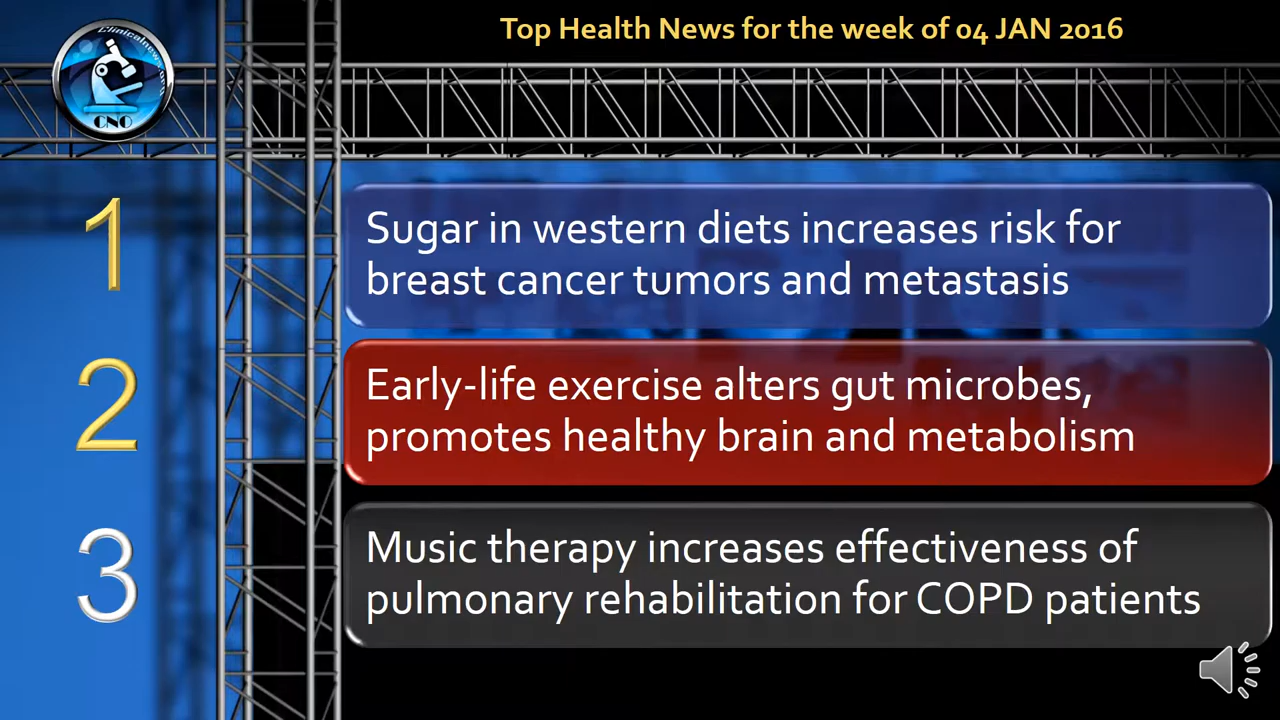 Clinicalnews.org
CNO
Top Health News for the week of 04 JAN 2016
1
Sugar in western diets increases risk for
breast cancer tumors and metastasis
2
Early-life exercise alters gut microbes,
promotes healthy brain and metabolism
3
Music therapy increases effectiveness of
pulmonary rehabilitation for COPD patients